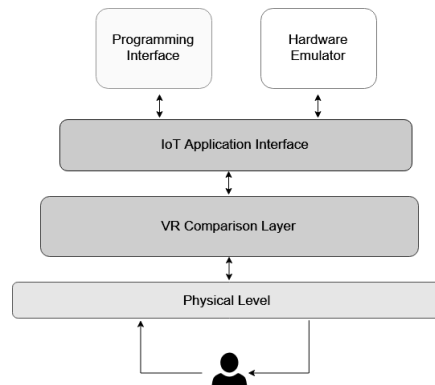 Programming
Interface
Hardware
Emulator
IoT Application Interface
VR Comparison Layer
Physical Level